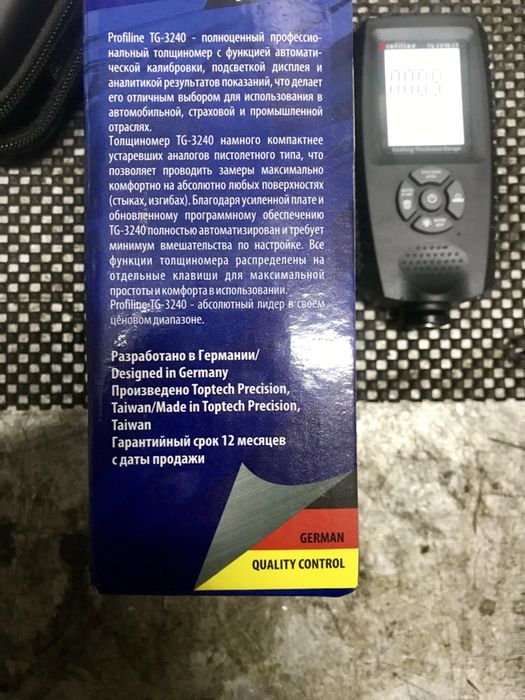 Profiline TG-3240 - полноценный профессио-
нальный толщиномер с функцией автомати-
ческой калибровки, подсветкой дисплея и
аналитикой результатов показаний, что делает
его отличным выбором для использования в
автомобильной, страховой и промышленной
отраслях.
Толщиномер TG-3240 намного компактнее
устаревших аналогов пистолетного типа, что
позволяет проводить замеры максимально
комфортно на абсолютно любых поверхностях
(стыках, изгибах). Благодаря усиленной плате и
обновлённому программному обеспечению
TG-3240 полностью автоматизирован и требует
минимум вмешательства по настройке. Все
функции толщиномера распределены на
отдельные клавиши для максимальной
простоты и комфорта в использовании.
Profiline TG-3240 - абсолютный лидер в своем
ценовом диапазоне.
Разработано в Германии/
Designed in Germany
Произведено Toptech Precision,
Taiwan/Made in Toptech Precision,
Taiwan
Гарантийный срок 12 месяцев
с даты продажи
GERMAN
QUALITY CONTROL
Profiline
Coating Thickness Gauge